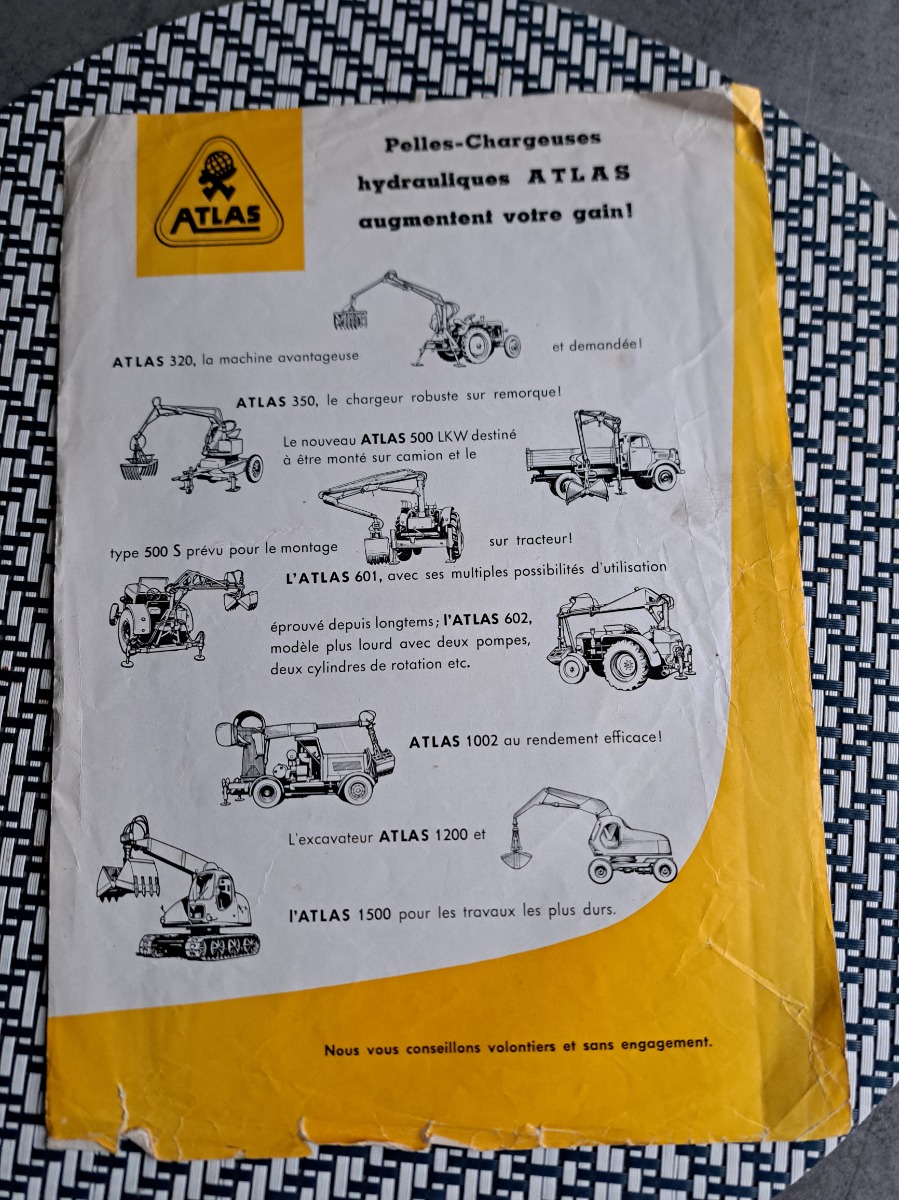 ATLAS
Pelles-Chargeuses
hydrauliques ATLAS
augmentent votre gain!
ATLAS 320, la machine avantageuse et demandée!
ATLAS 350, le chargeur robuste sur remorque!
Le nouveau ATLAS 500 LKW destiné
à être monté sur camion et le
type 500 S prévu pour le montage sur tracteur!
L'ATLAS 601, avec ses multiples possibilités d'utilisation
éprouvé depuis longtems; l'ATLAS 602,
modèle plus lourd avec deux pompes,
deux cylindres de rotation etc.
ATLAS 1002 au rendement efficace!
L'excavateur ATLAS 1200 et
l'ATLAS 1500 pour les travaux les plus durs.
Nous vous conseillons volontiers et sans engagement.